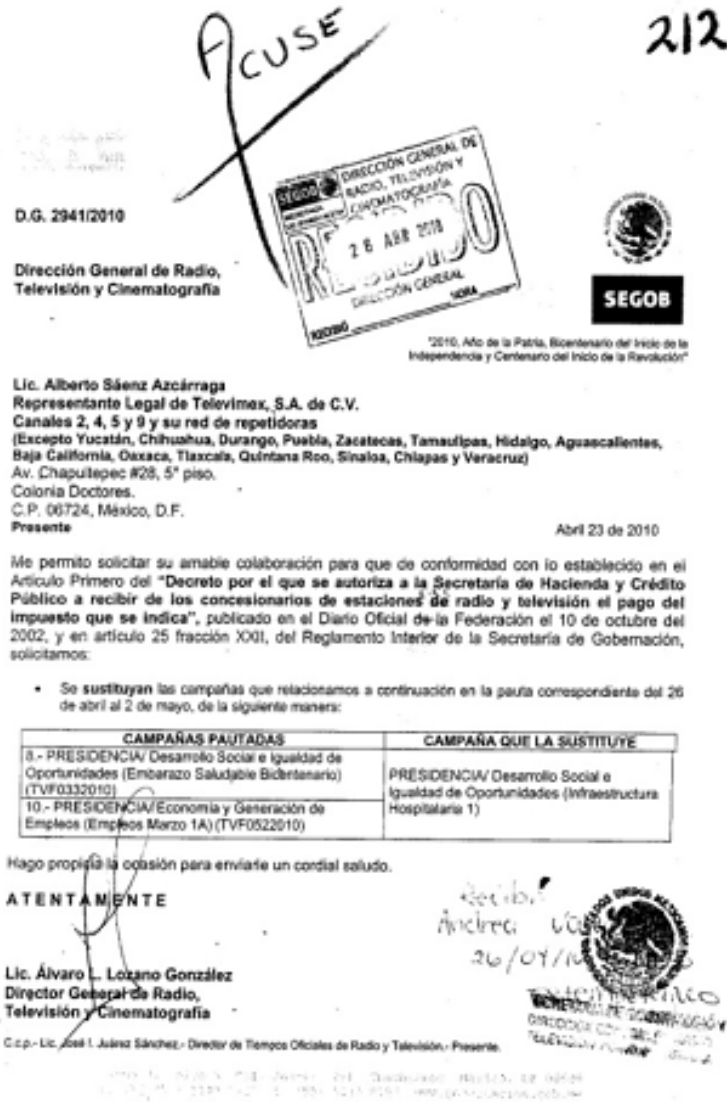 ACUSE
212
D.G. 2941/2010
SEGOB
DIRECCIÓN GENERAL DE
RADIO, TELEVISIÓN Y
CINEMATOGRAFÍA
RECIBIDO
26 ABR 2010
DIRECCIÓN GENERAL
RECIBIÓ
HORA
Dirección General de Radio,
Televisión y Cinematografía
SEGOB
"2010, Año de la Patria, Bicentenario del Inicio de la
Independencia y Centenario del Inicio de la Revolución"
Lic. Alberto Sáenz Azcárraga
Representante Legal de Televimex, S.A. de C.V.
Canales 2, 4, 5 y 9 y su red de repetidoras
(Excepto Yucatán, Chihuahua, Durango, Puebla, Zacatecas, Tamaulipas, Hidalgo, Aguascalientes,
Baja California, Oaxaca, Tlaxcala, Quintana Roo, Sinaloa, Chiapas y Veracruz)
Av. Chapultepec #28, 5° piso.
Colonia Doctores.
C.P. 06724, México, D.F.
Presente
Abril 23 de 2010
Me permito solicitar su amable colaboración para que de conformidad con lo establecido en el
Artículo Primero del "Decreto por el que se autoriza a la Secretaría de Hacienda y Crédito
Público a recibir de los concesionarios de estaciones de radio y televisión el pago del
impuesto que se indica", publicado en el Diario Oficial de la Federación el 10 de octubre del
2002, y en artículo 25 fracción XXII, del Reglamento Interior de la Secretaría de Gobernación,
solicitamos:
• Se sustituyan las campañas que relacionamos a continuación en la pauta correspondiente del 26
de abril al 2 de mayo, de la siguiente manera:
CAMPAÑAS PAUTADAS
CAMPAÑA QUE LA SUSTITUYE
8.- PRESIDENCIA/ Desarrollo Social e Igualdad de
Oportunidades (Embarazo Saludable Bicentenario)
(TVF0332010)
10.- PRESIDENCIA/ Economía y Generación de
Empleos (Empleos Marzo 1A) (TVF0522010)
PRESIDENCIA/ Desarrollo Social e
Igualdad de Oportunidades (Infraestructura
Hospitalaria 1)
Hago propicia la ocasión para enviarle un cordial saludo.
ATENTAMENTE
Recibí
Andrea
26/04/10
Lic. Álvaro L. Lozano González
Director General de Radio,
Televisión y Cinematografía
C.c.p.- Lic. José I. Juárez Sánchez.- Director de Tiempos Oficiales de Radio y Televisión.- Presente.